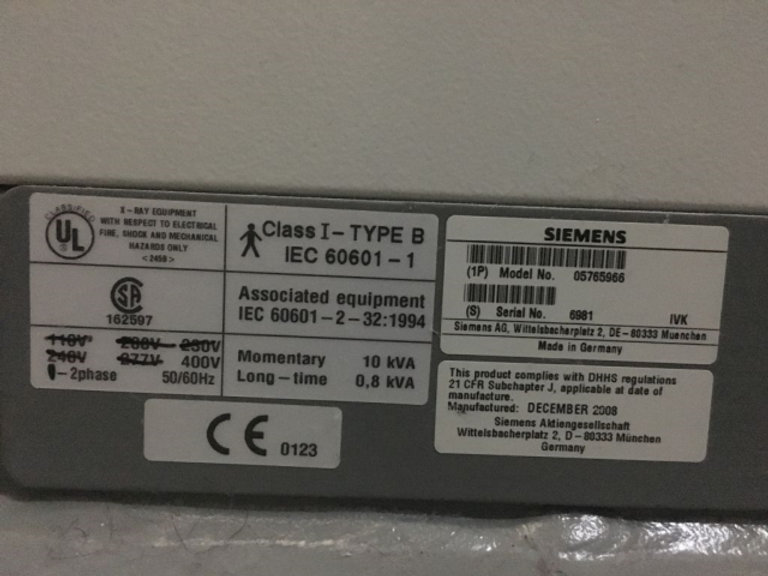 CLASSIFIED
UL
X-RAY EQUIPMENT
WITH RESPECT TO ELECTRICAL
FIRE, SHOCK AND MECHANICAL
HAZARDS ONLY
<2459>
Class I-TYPE B
IEC 60601-1
SA
162597
Associated equipment
IEC 60601-2-32:1994
110V 208V 230V
240V 277V 400V
-2phase 50/60Hz
Momentary 10 kVA
Long-time 0,8 kVA
CE 0123
SIEMENS
(1P) Model No. 05765966
(S) Serial No. 6981 IVK
Siemens AG, Wittelsbacherplatz 2, DE-80333 Muenchen
Made in Germany
This product complies with DHHS regulations
21 CFR Subchapter J, applicable at date of
manufacture.
Manufactured: DECEMBER 2008
Siemens Aktiengesellschaft
Wittelsbacherplatz 2, D-80333 München
Germany